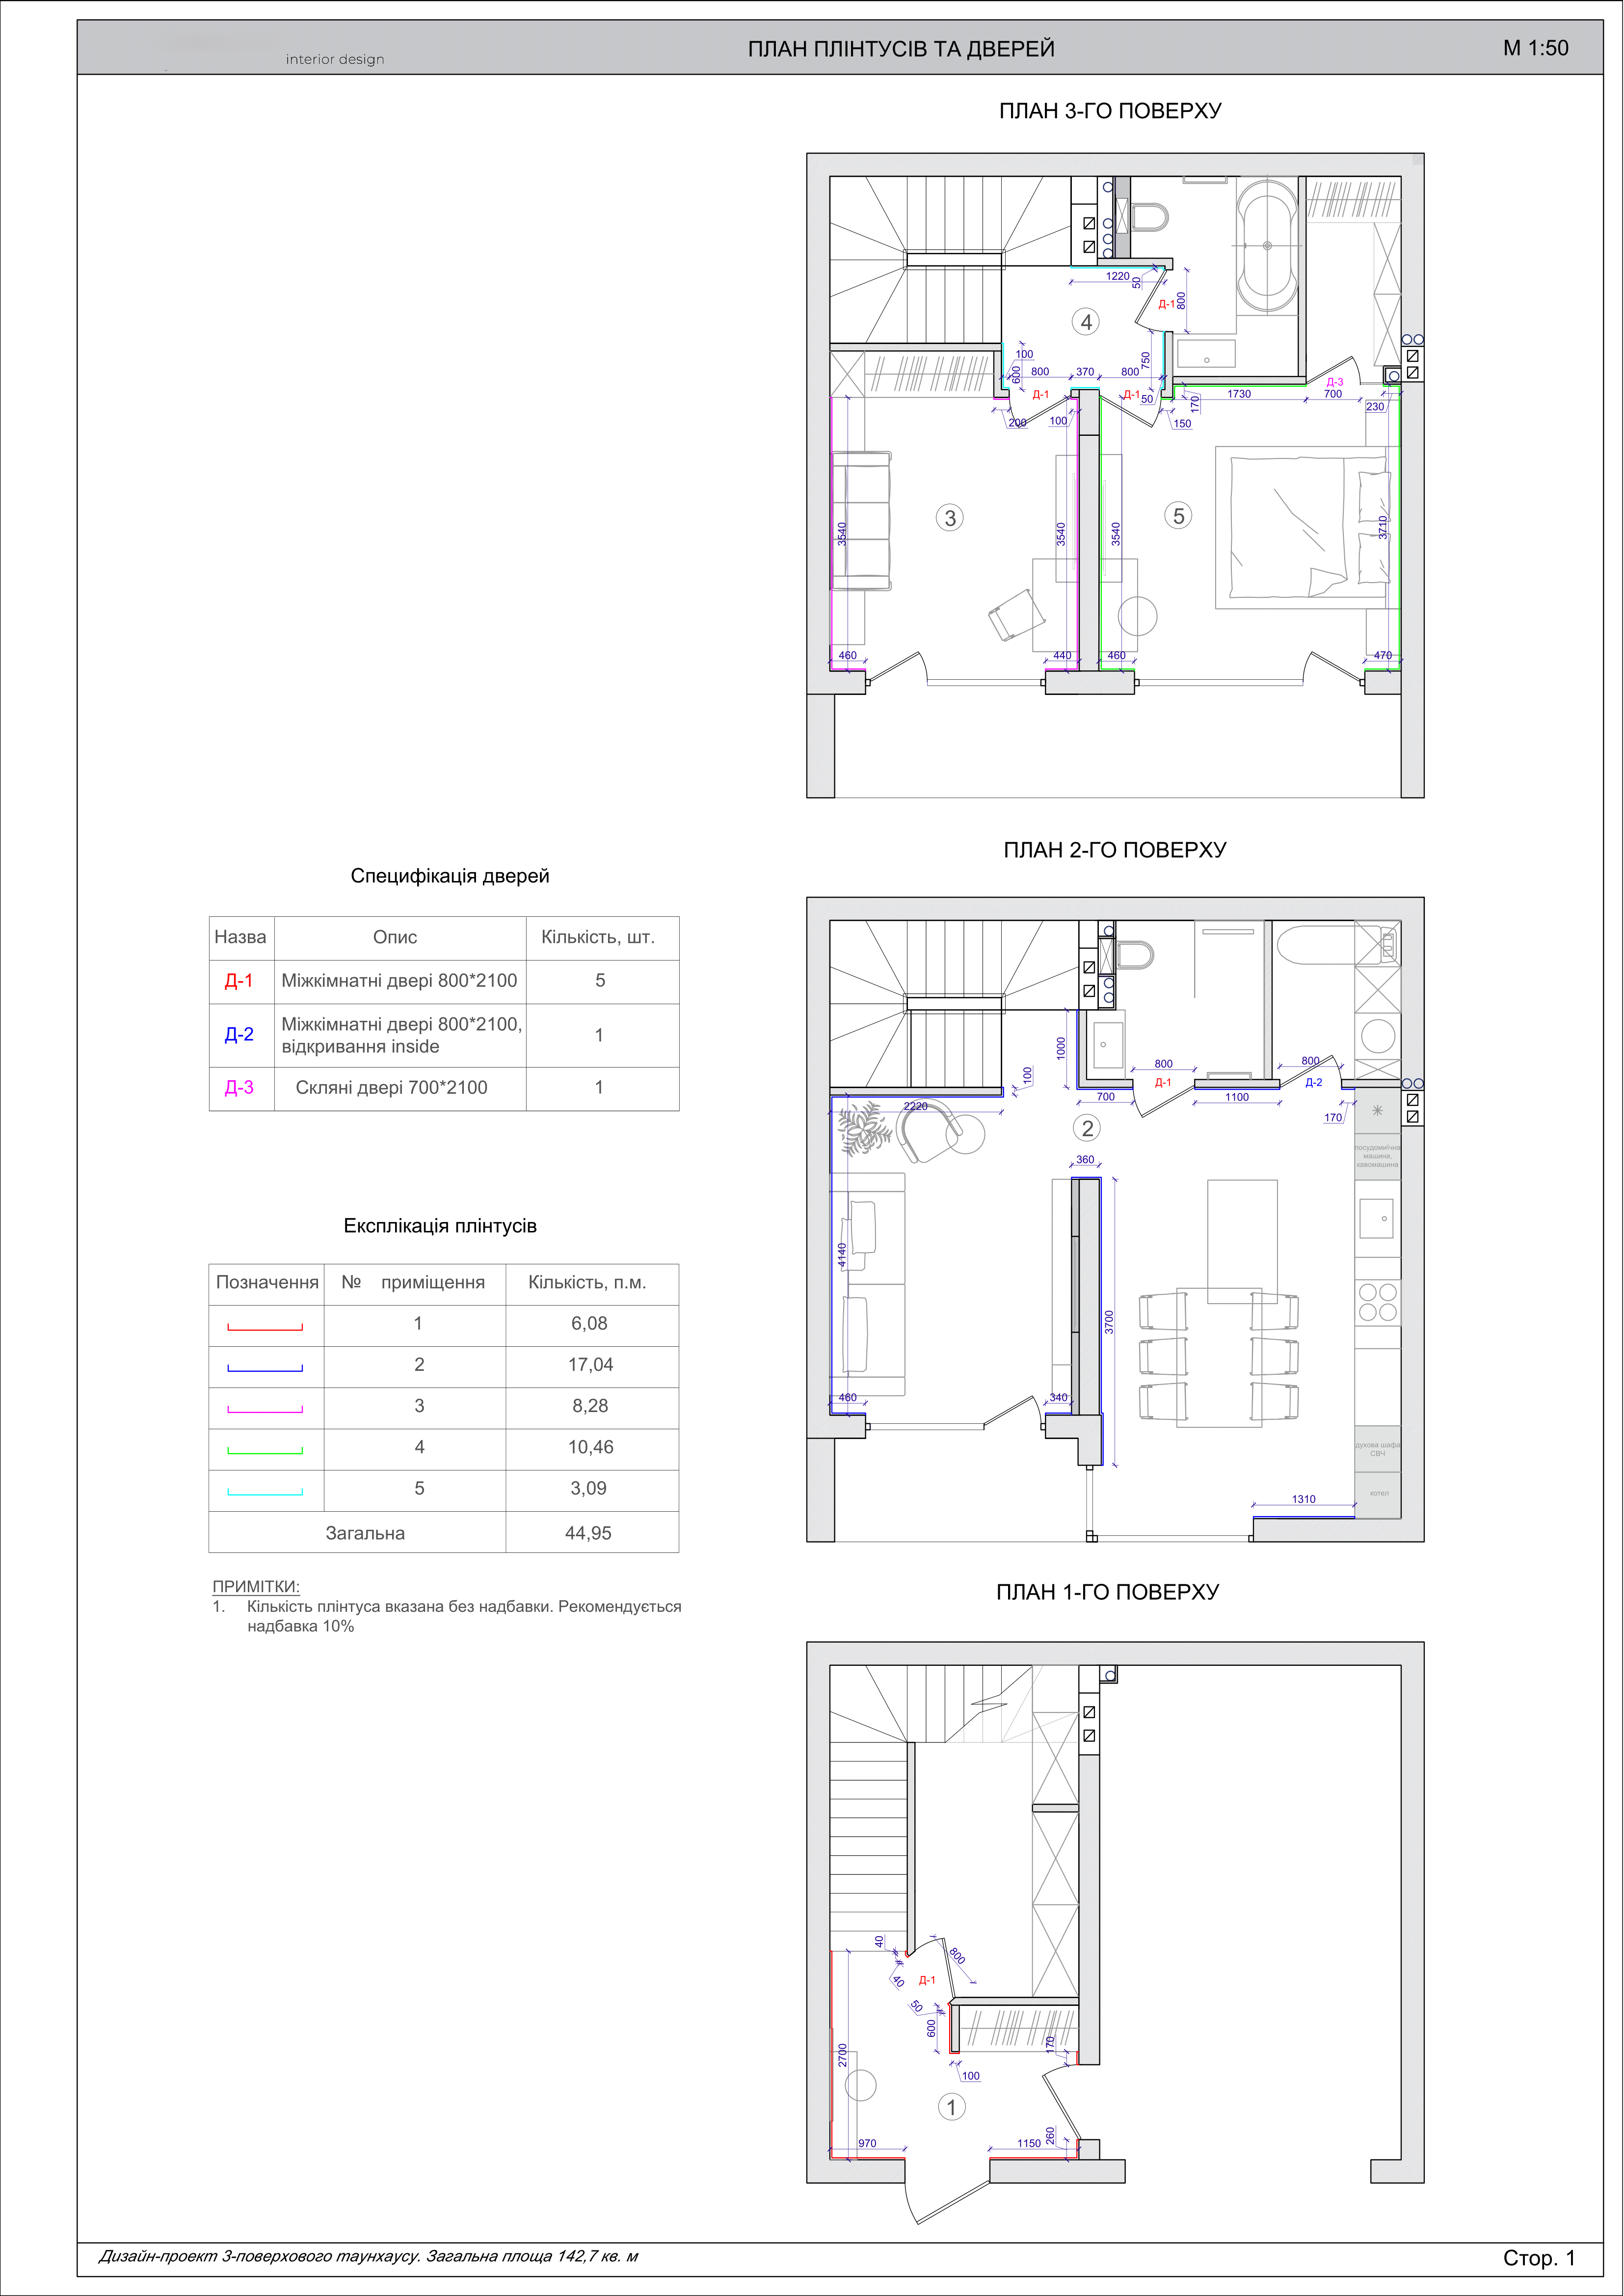 interior design
ПЛАН ПЛІНТУСІВ ТА ДВЕРЕЙ
М 1:50
ПЛАН 3-ГО ПОВЕРХУ
1220
50
Д-1
800
4
100
600
800
370
750
800
Д-1
Д-1
50
170
1730
Д-3
700
230
200
100
150
3
5
3540
3540
3540
3710
460
440
460
470
ПЛАН 2-ГО ПОВЕРХУ
1000
100
800
Д-1
800
Д-2
2220
700
1100
170
2
посудомиїчна
машина,
кавомашина
360
4140
3700
460
340
духова шафа
СВЧ
котел
1310
Специфікація дверей
Назва Опис Кількість, шт.
Д-1 Міжкімнатні двері 800*2100 5
Д-2 Міжкімнатні двері 800*2100,
відкривання inside 1
Д-3 Скляні двері 700*2100 1
Експлікація плінтусів
Позначення № приміщення Кількість, п.м.
1 6,08
2 17,04
3 8,28
4 10,46
5 3,09
Загальна 44,95
ПРИМІТКИ:
1. Кількість плінтуса вказана без надбавки. Рекомендується
надбавка 10%
ПЛАН 1-ГО ПОВЕРХУ
40
800
40
Д-1
50
600
170
2700
100
1
970
1150
260
Дизайн-проект 3-поверхового таунхаусу. Загальна площа 142,7 кв. м
Стор. 1